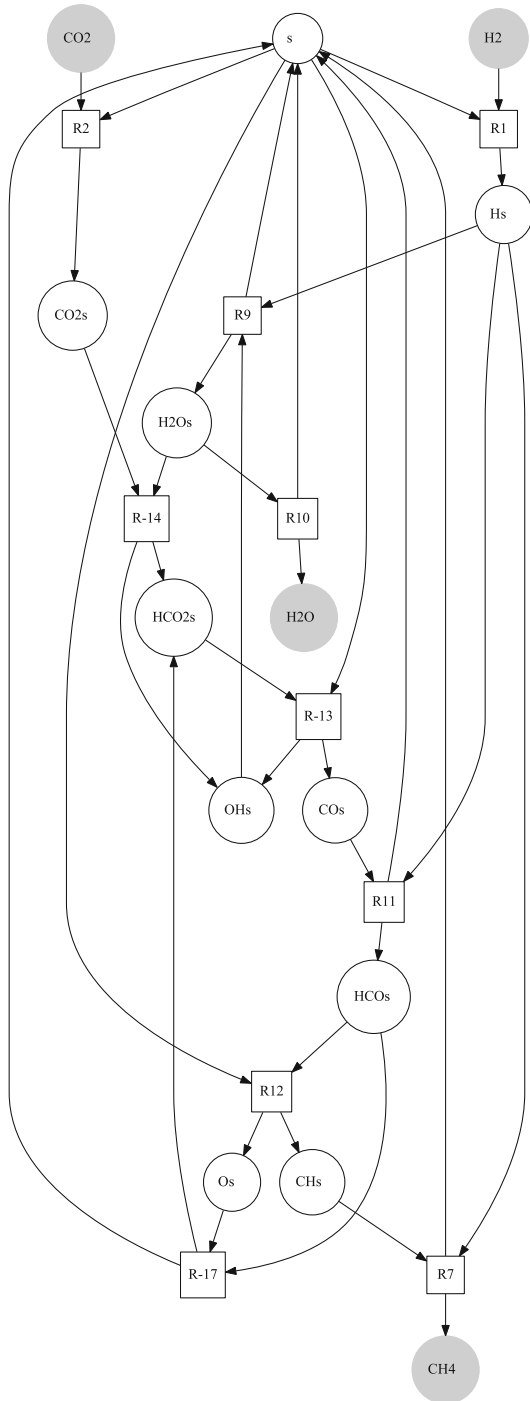 CO2
s
H2
R2
R1
Hs
CO2s
R9
H2Os
R-14
R10
HCO2s
H2O
R-13
OHs
COs
R11
HCOs
R12
Os
CHs
R-17
R7
CH4